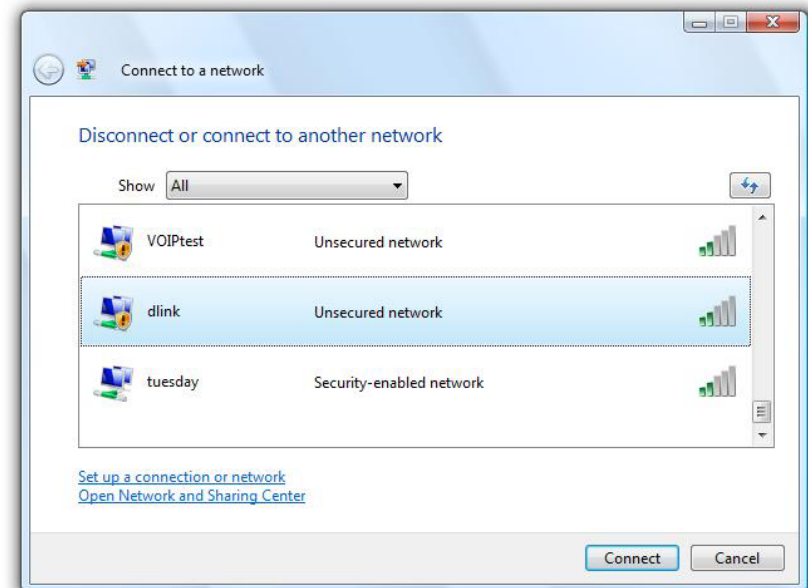 Connect to a network
Disconnect or connect to another network
Show All
VOIPtest Unsecured network
dlink Unsecured network
tuesday Security-enabled network
Set up a connection or network
Open Network and Sharing Center
Connect Cancel